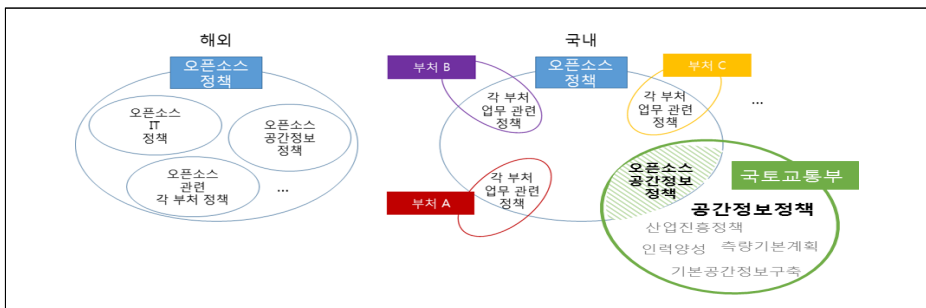 해외
오픈소스
정책
오픈소스
IT
정책
오픈소스
공간정보
정책
오픈소스
관련
각 부처 정책
...
국내
부처 B
오픈소스
정책
부처 C
각 부처
업무 관련
정책
각 부처
업무 관련
정책
...
부처 A
각 부처
업무 관련
정책
오픈소스
공간정보
정책
국토교통부
공간정보정책
산업진흥정책
인력양성 측량기본계획
기본공간정보구축